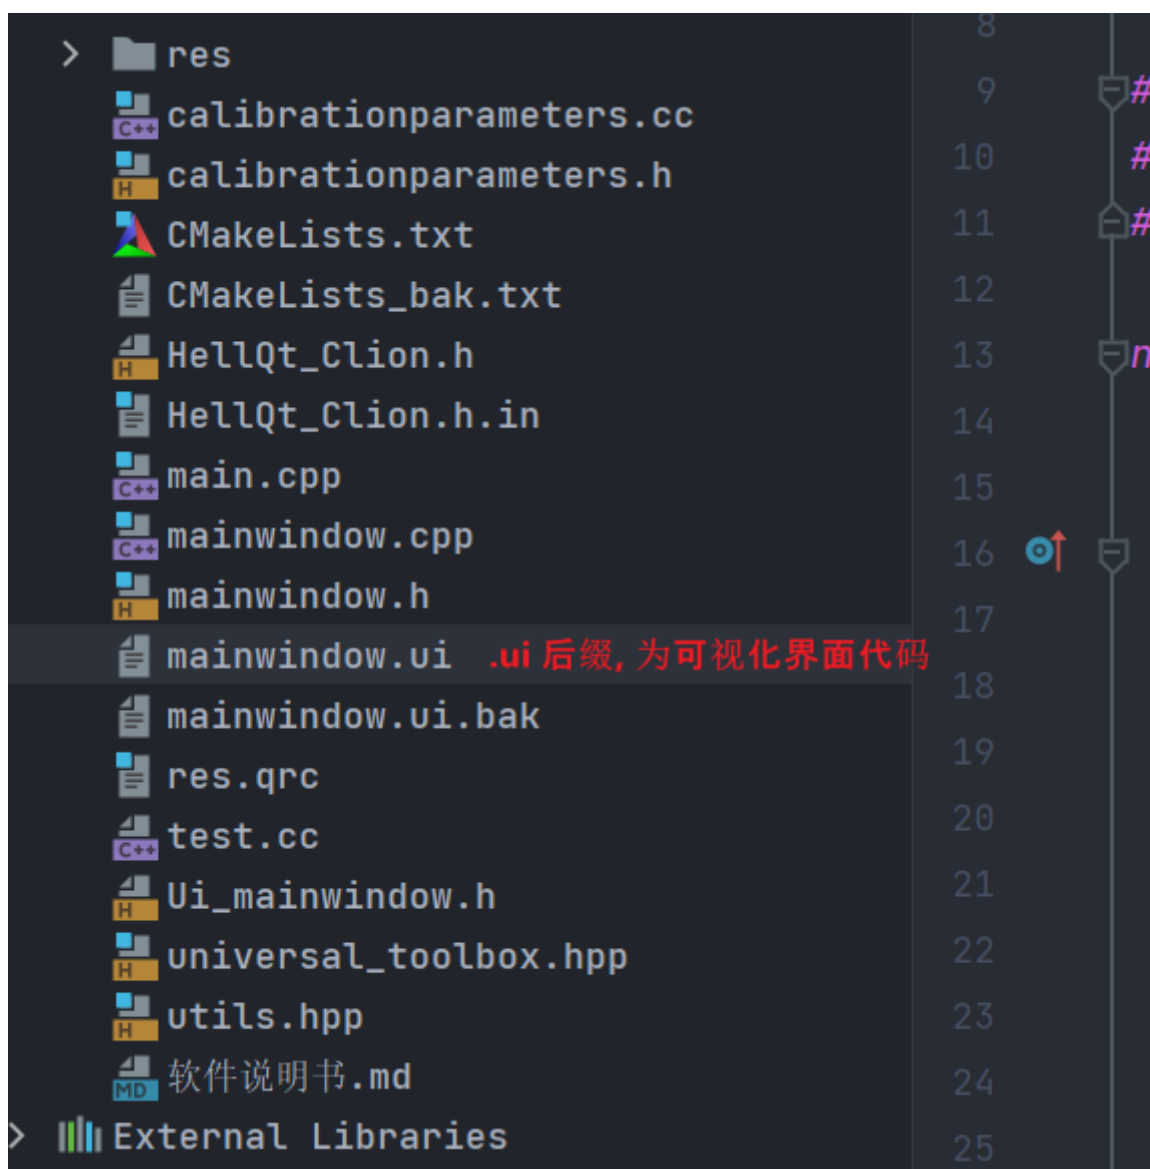 res
8
calibrationparameters.cc
9
#
calibrationparameters.h
10
#
CMakeLists.txt
11
#
CMakeLists_bak.txt
12
HellQt_Clion.h
13
n
HellQt_Clion.h.in
14
main.cpp
15
mainwindow.cpp
16
mainwindow.h
17
mainwindow.ui .ui 后缀, 为可视化界面代码
18
mainwindow.ui.bak
19
res.qrc
20
test.cc
21
Ui_mainwindow.h
22
universal_toolbox.hpp
23
utils.hpp
24
软件说明书.md
25
External Libraries
C++
H
H
C++
C++
H
C++
H
H
H
MD